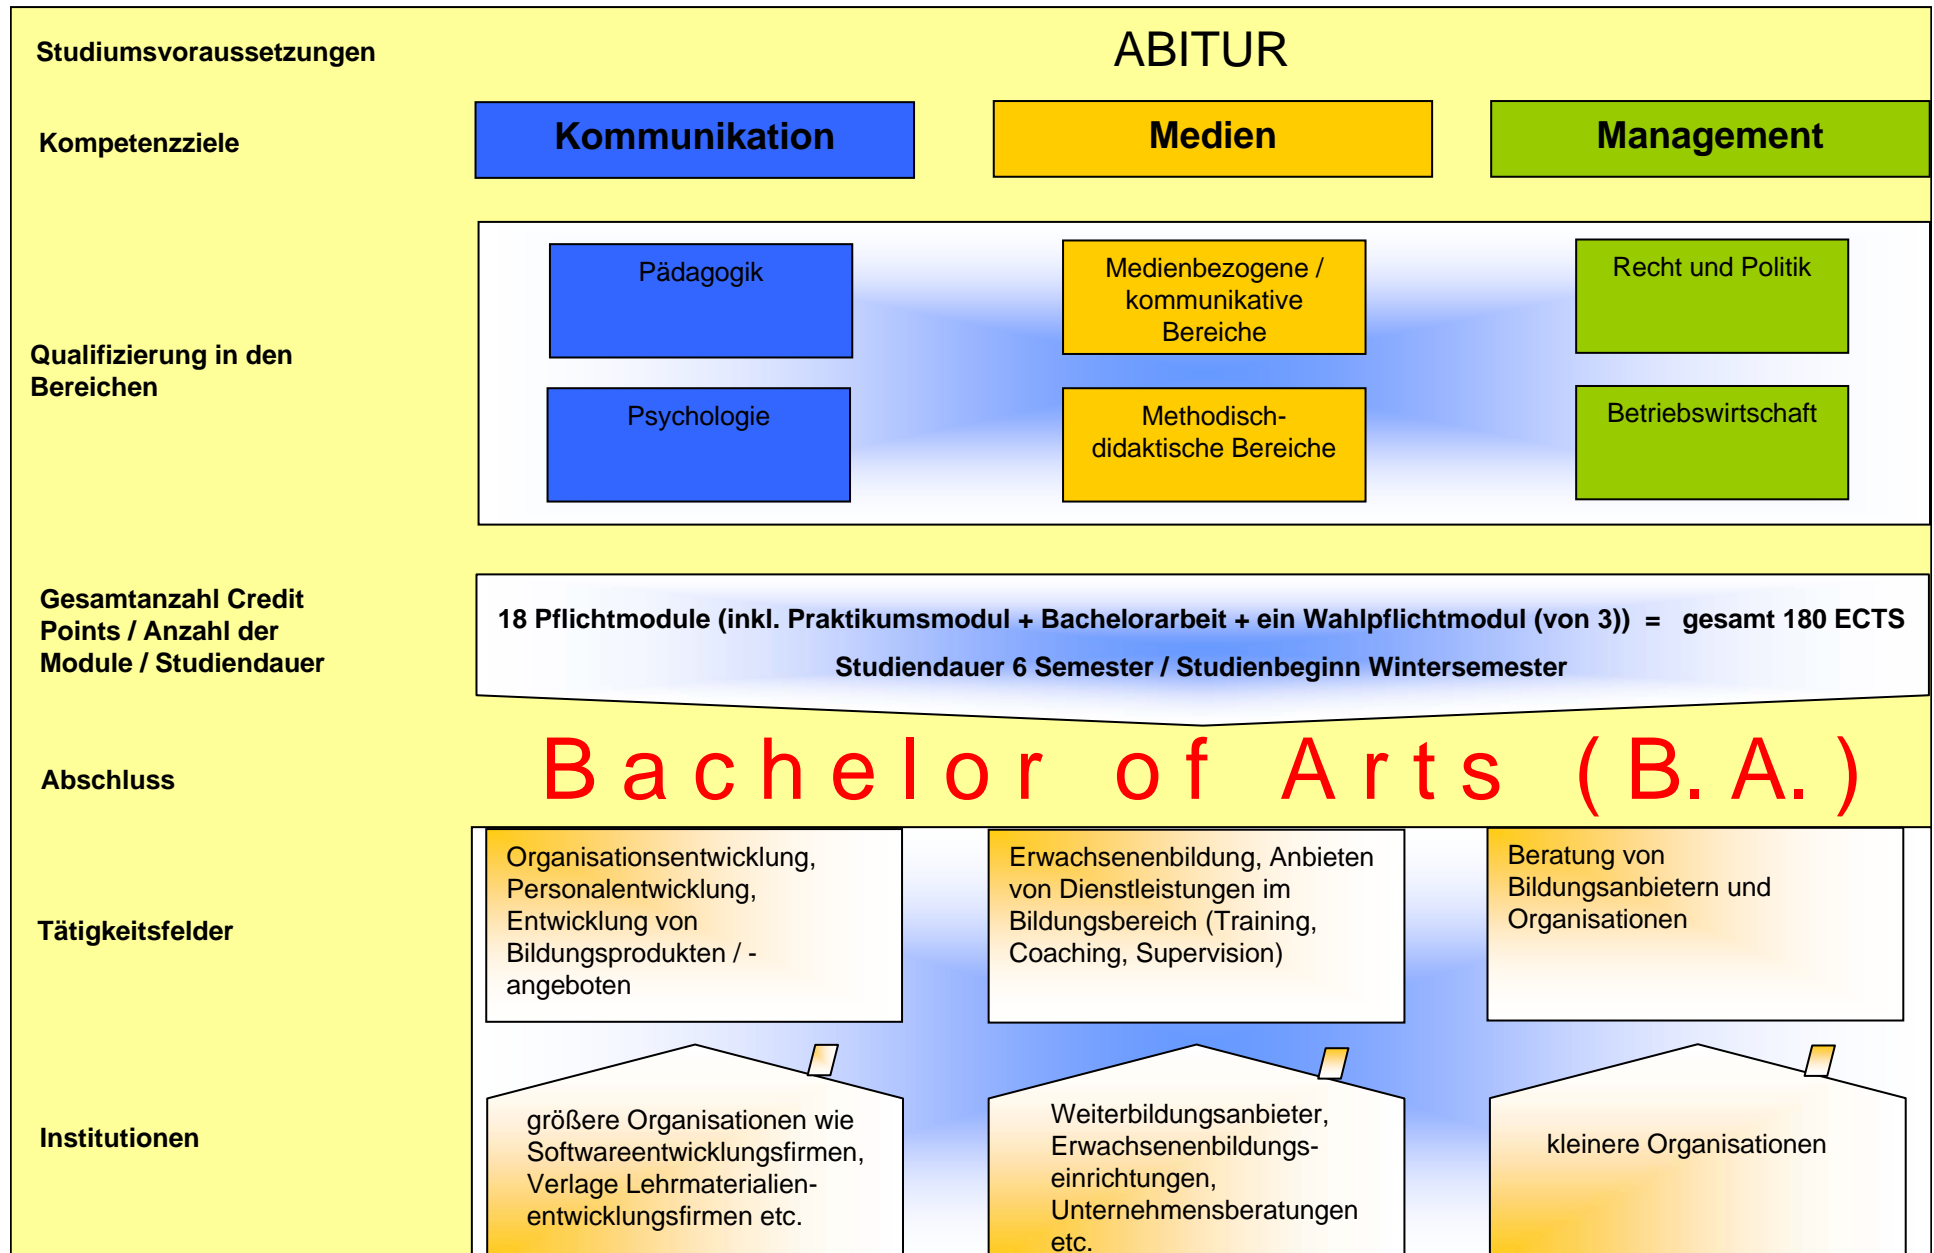 Studiumsvoraussetzungen
ABITUR
Kompetenzziele
Kommunikation
Medien
Management
Qualifizierung in den
Bereichen
Pädagogik
Medienbezogene /
kommunikative
Bereiche
Recht und Politik
Psychologie
Methodisch-
didaktische Bereiche
Betriebswirtschaft
Gesamtanzahl Credit
Points / Anzahl der
Module / Studiendauer
18 Pflichtmodule (inkl. Praktikumsmodul + Bachelorarbeit + ein Wahlpflichtmodul (von 3)) = gesamt 180 ECTS
Studiendauer 6 Semester / Studienbeginn Wintersemester
Abschluss
Bachelor of Arts (B.A.)
Tätigkeitsfelder
Organisationsentwicklung,
Personalentwicklung,
Entwicklung von
Bildungsprodukten / -
angeboten
Erwachsenenbildung, Anbieten
von Dienstleistungen im
Bildungsbereich (Training,
Coaching, Supervision)
Beratung von
Bildungsanbietern und
Organisationen
Institutionen
größere Organisationen wie
Softwareentwicklungsfirmen,
Verlage Lehrmaterialien-
entwicklungsfirmen etc.
Weiterbildungsanbieter,
Erwachsenenbildungs-
einrichtungen,
Unternehmensberatungen
etc.
kleinere Organisationen